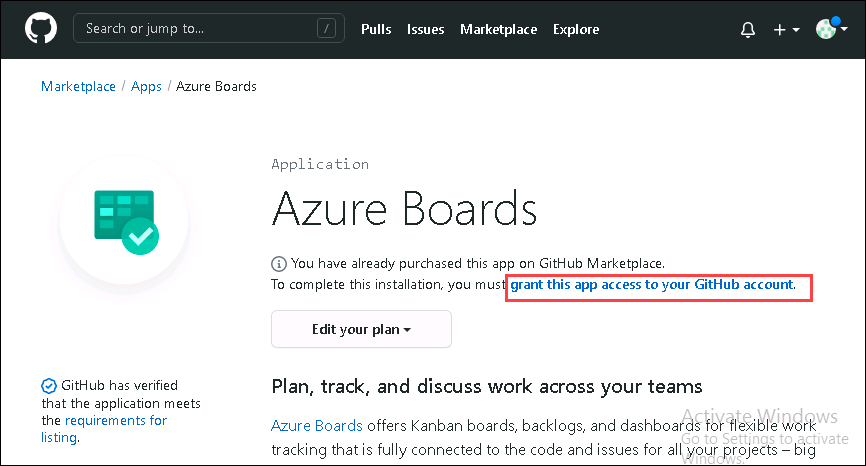 Search or jump to...
/
Pulls Issues Marketplace Explore
Marketplace / Apps / Azure Boards
Application
Azure Boards
You have already purchased this app on GitHub Marketplace.
To complete this installation, you must grant this app access to your GitHub account.
Edit your plan
GitHub has verified
that the application meets
the requirements for
listing.
Plan, track, and discuss work across your teams
Azure Boards offers Kanban boards, backlogs, and dashboards for flexible work
tracking that is fully connected to the code and issues for all your projects – big
Activate Windows
Go to Settings to activate
Windows.